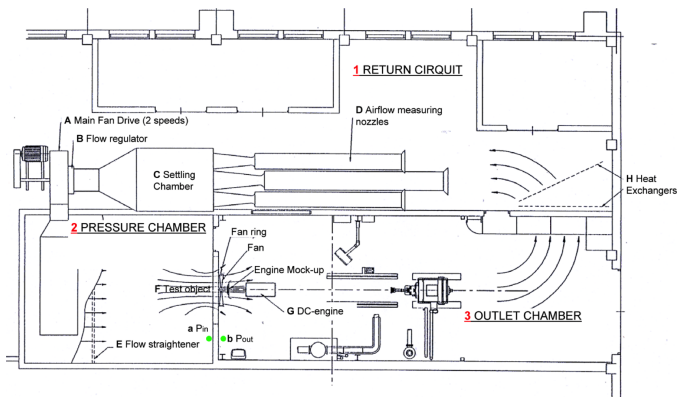 1 RETURN CIRQUIT
A Main Fan Drive (2 speeds)
B Flow regulator
D Airflow measuring
nozzles
C Settling
Chamber
H Heat
Exchangers
2 PRESSURE CHAMBER
Fan ring
Fan
Engine Mock-up
F Test object
G DC-engine
3 OUTLET CHAMBER
a Pin
b Pout
E Flow straightener